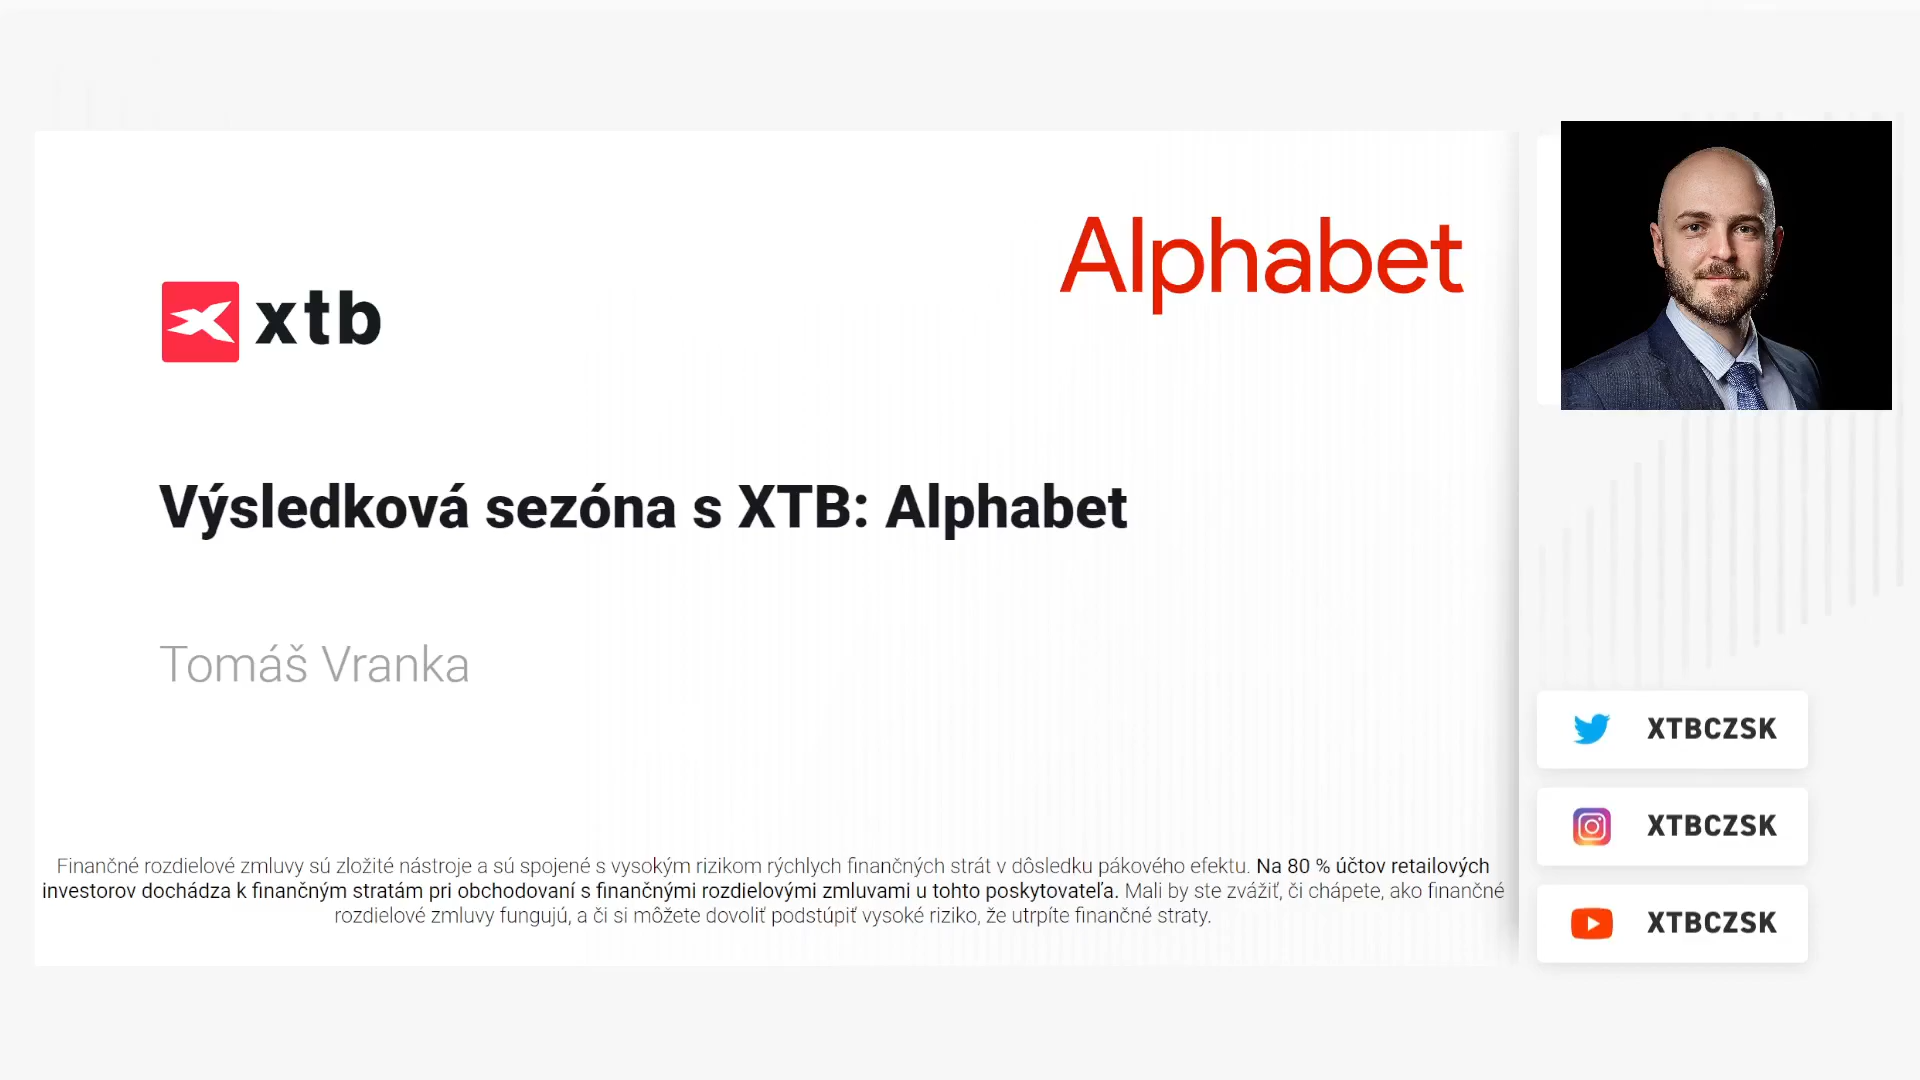 Alphabet
xtb
Výsledková sezóna s XTB: Alphabet
Tomáš Vranka
Finančné rozdielové zmluvy sú zložité nástroje a sú spojené s vysokým rizikom rýchlych finančných strát v dôsledku pákového efektu. Na 80 % účtov retailových
investorov dochádza k finančným stratám pri obchodovaní s finančnými rozdielovými zmluvami u tohto poskytovateľa. Mali by ste zvážiť, či chápete, ako finančné
rozdielové zmluvy fungujú, a či si môžete dovoliť podstúpiť vysoké riziko, že utrpíte finančné straty.
XTBCZSK
XTBCZSK
XTBCZSK